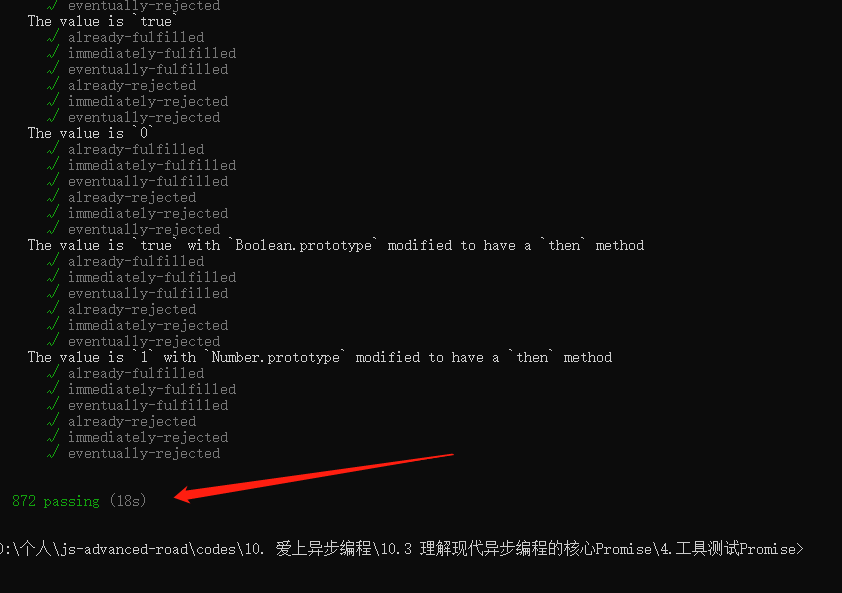 √ eventually-rejected
The value is `true`
√ already-fulfilled
√ immediately-fulfilled
√ eventually-fulfilled
√ already-rejected
√ immediately-rejected
√ eventually-rejected
The value is `0`
√ already-fulfilled
√ immediately-fulfilled
√ eventually-fulfilled
√ already-rejected
√ immediately-rejected
√ eventually-rejected
The value is `true` with `Boolean.prototype` modified to have a `then` method
√ already-fulfilled
√ immediately-fulfilled
√ eventually-fulfilled
√ already-rejected
√ immediately-rejected
√ eventually-rejected
The value is `1` with `Number.prototype` modified to have a `then` method
√ already-fulfilled
√ immediately-fulfilled
√ eventually-fulfilled
√ already-rejected
√ immediately-rejected
√ eventually-rejected
872 passing (18s)
D:\个人\js-advanced-road\codes\10. 爱上异步编程\10.3 理解现代异步编程的核心Promise\4.工具测试Promise>